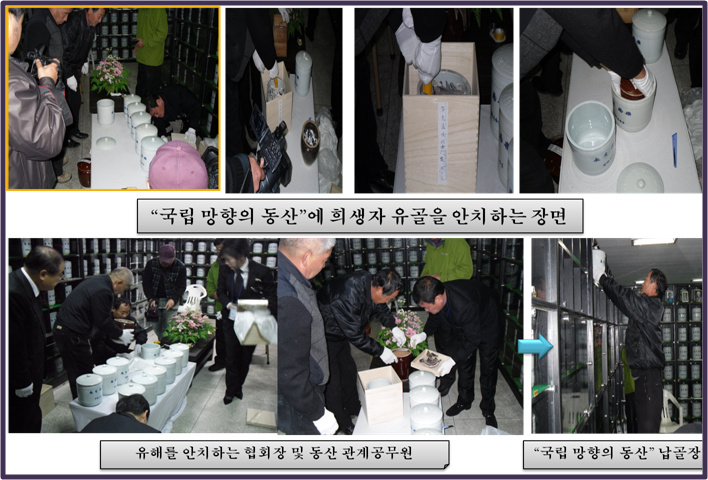 “국립 망향의 동산”에 희생자 유골을 안치하는 장면
유해를 안치하는 협회장 및 동산 관계공무원
“국립 망향의 동산” 납골장